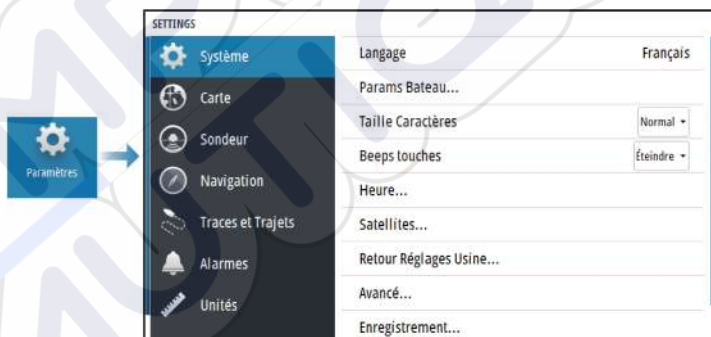 SETTINGS
Système
Carte
Sondeur
Navigation
Traces et Trajets
Alarmes
Unités
Langage Français
Params Bateau...
Taille Caractères Normal
Beeps touches Éteindre
Heure...
Satellites...
Retour Réglages Usine...
Avancé...
Enregistrement...
Paramètres